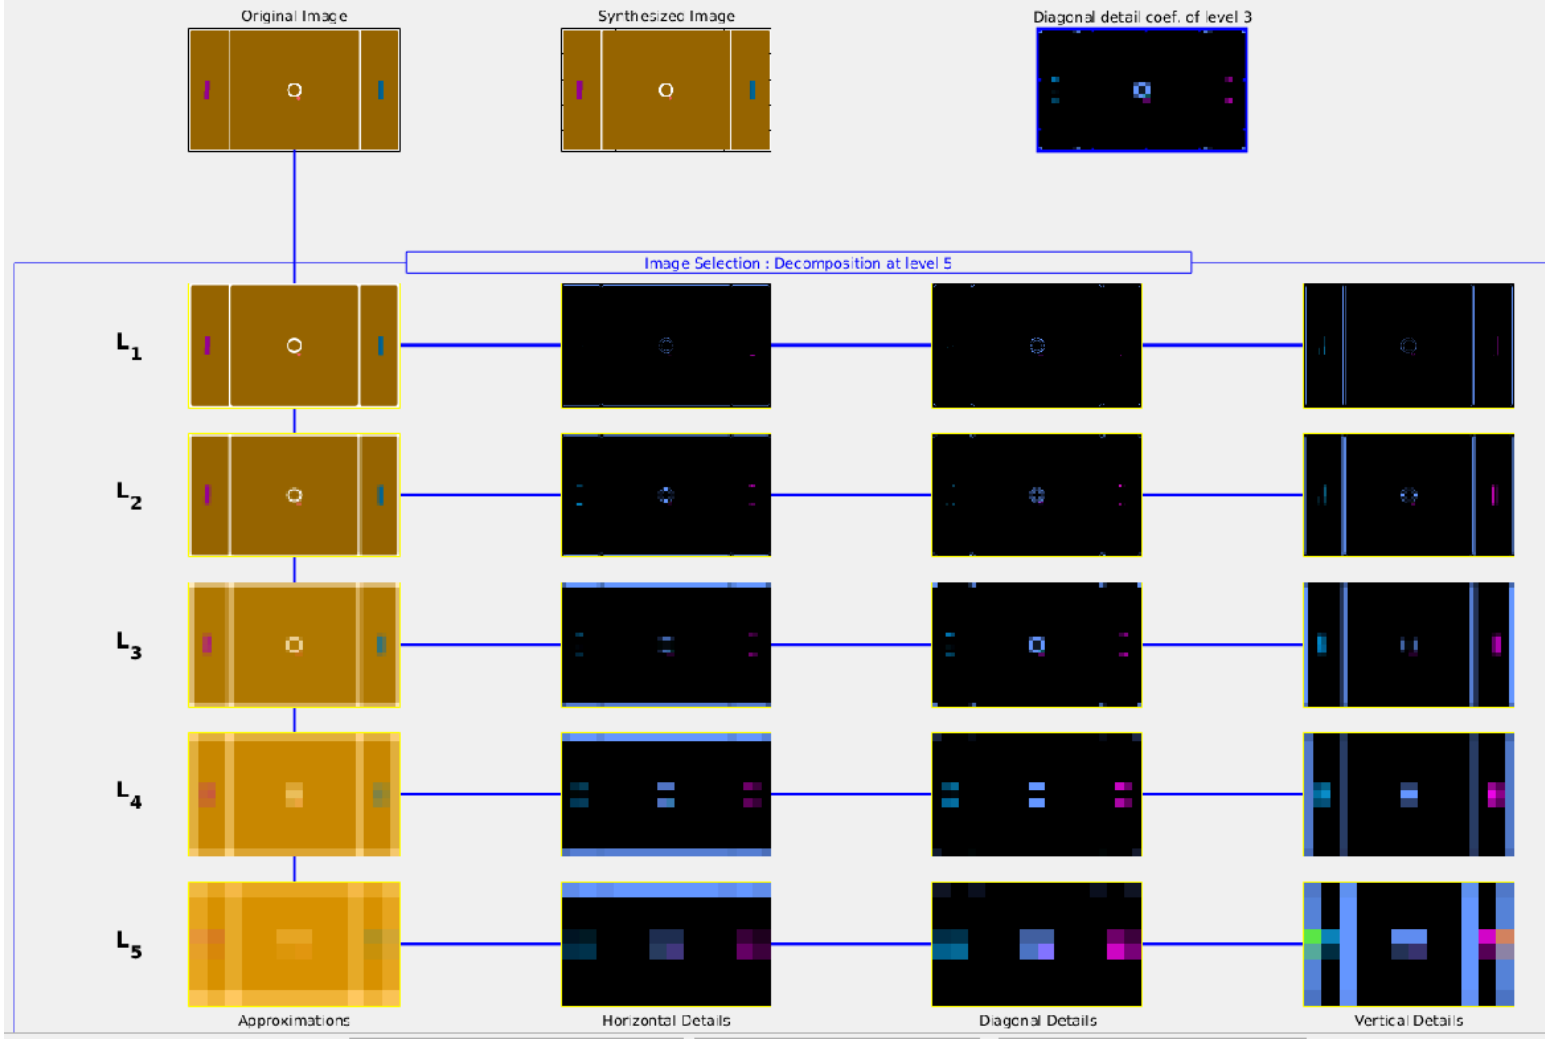 Original Image
Synthesized Image
Diagonal detail coef. of level 3
Image Selection : Decomposition at level 5
L1
L2
L3
L4
L5
Approximations
Horizontal Details
Diagonal Details
Vertical Details